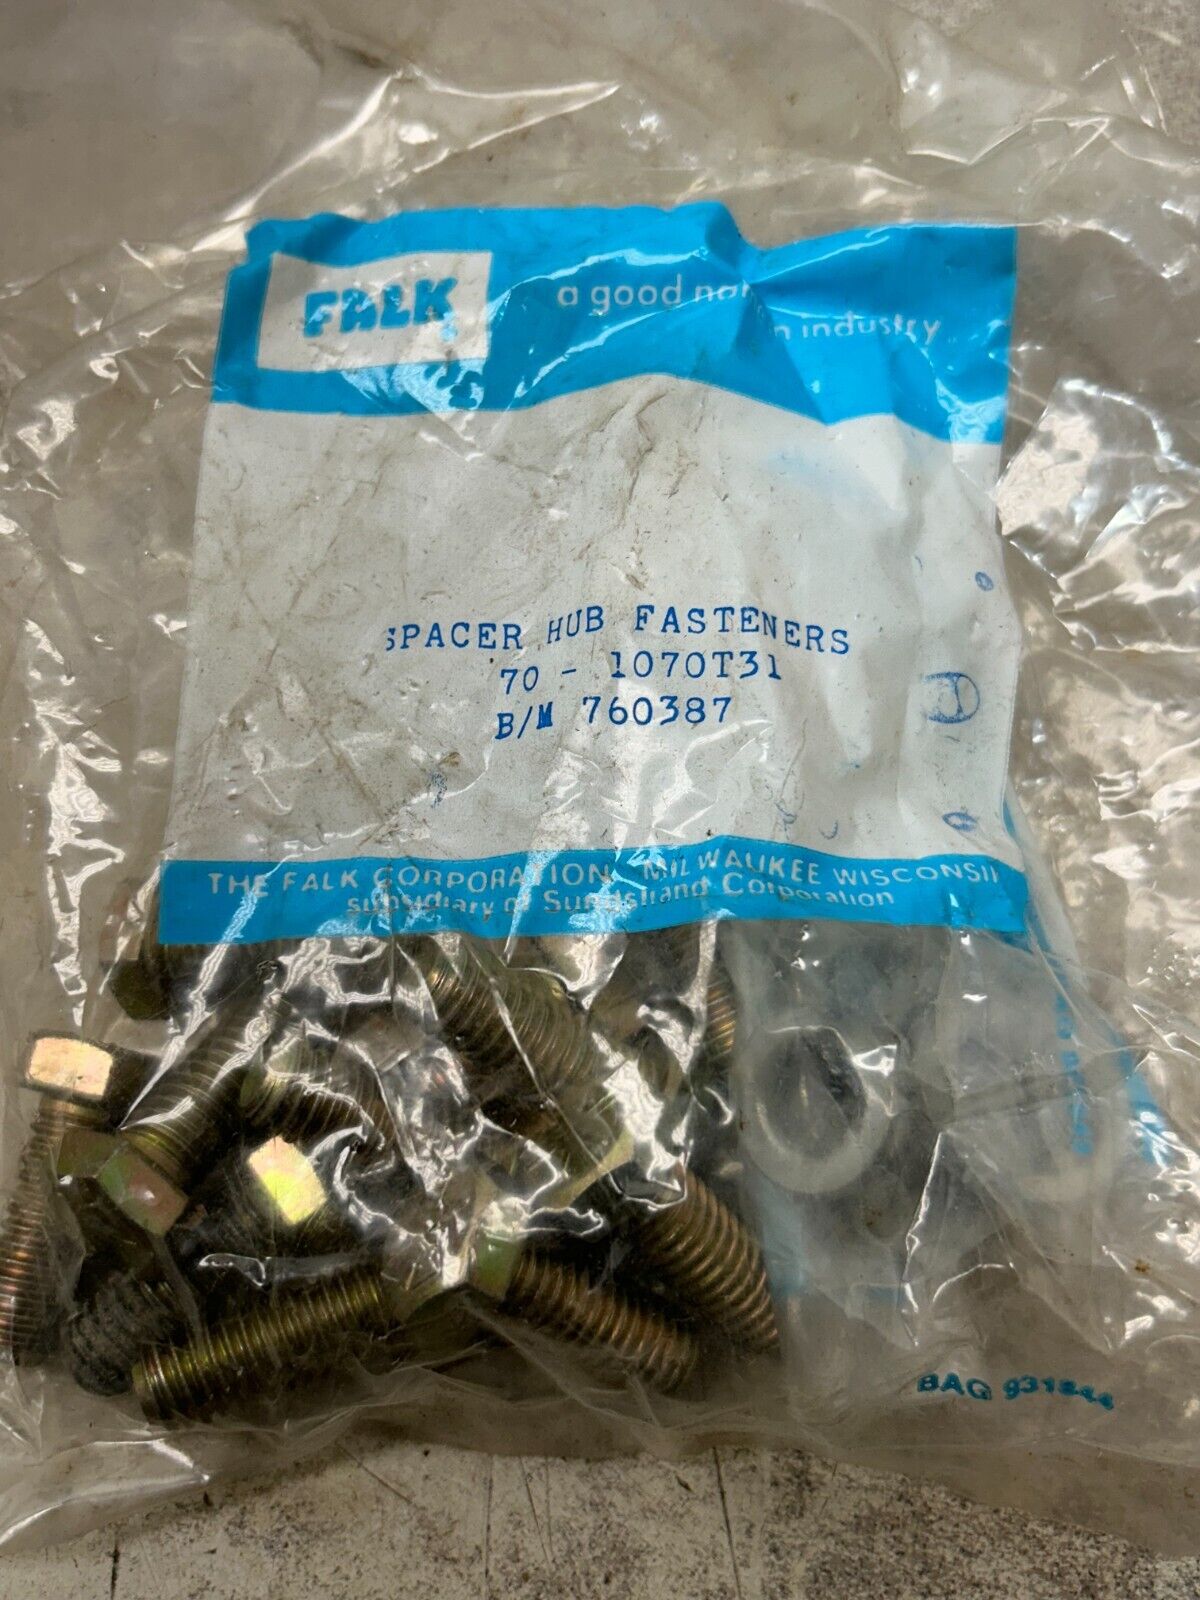 FALK
a good
in industry
SPACER HUB FASTENERS
70 - 1070T31
B/M 760387
THE FALK CORPORATION, MILWAUKEE WISCONSIN
subsidiary of Sundstrand Corporation
BAG 931844